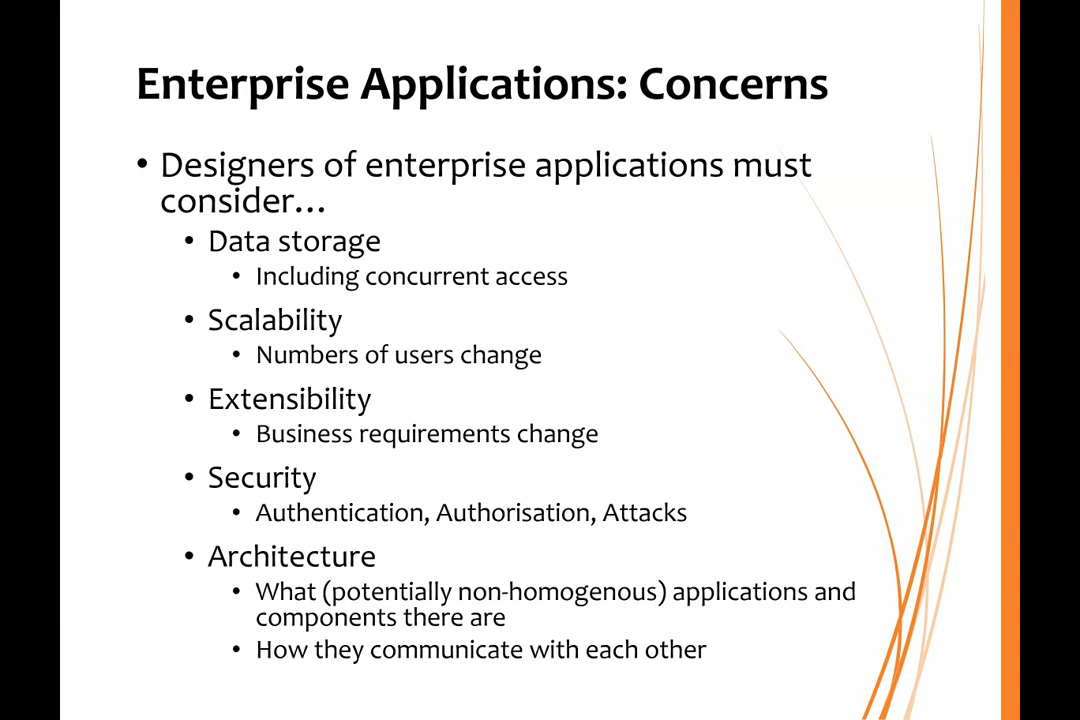 Enterprise Applications: Concerns
• Designers of enterprise applications must
consider…
• Data storage
• Including concurrent access
• Scalability
• Numbers of users change
• Extensibility
• Business requirements change
• Security
• Authentication, Authorisation, Attacks
• Architecture
• What (potentially non-homogenous) applications and
components there are
• How they communicate with each other